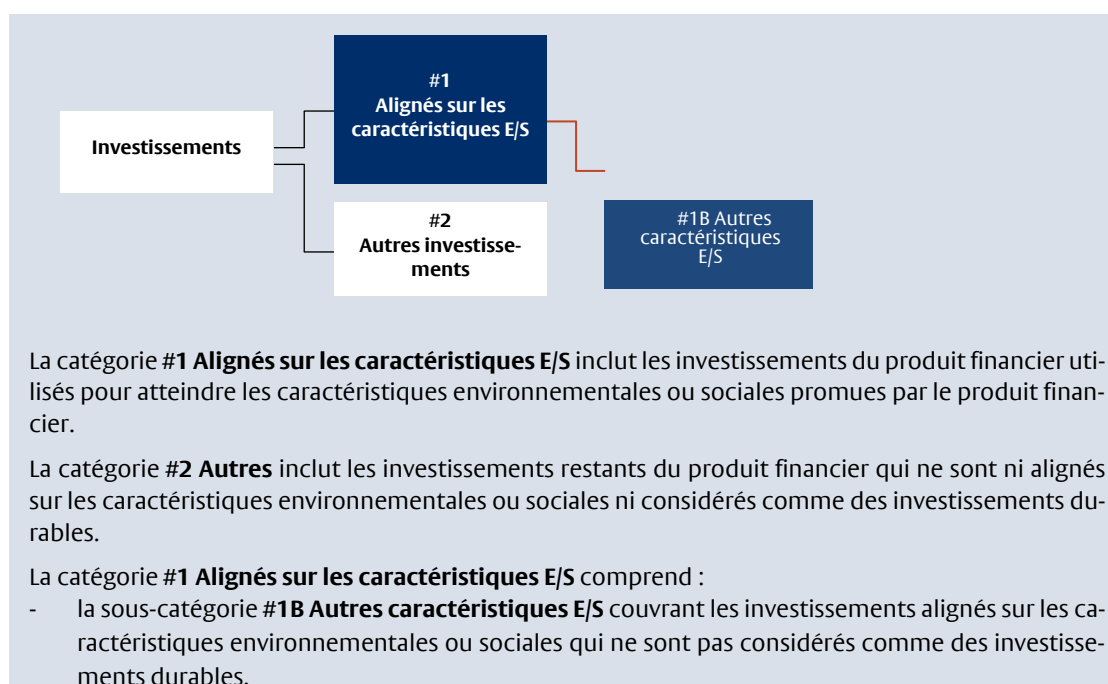 #1
Alignés sur les
caractéristiques E/S
Investissements
#2
Autres investisse-
ments
#1B Autres
caractéristiques
E/S
La catégorie #1 Alignés sur les caractéristiques E/S inclut les investissements du produit financier uti-
lisés pour atteindre les caractéristiques environnementales ou sociales promues par le produit finan-
cier.
La catégorie #2 Autres inclut les investissements restants du produit financier qui ne sont ni alignés
sur les caractéristiques environnementales ou sociales ni considérés comme des investissements du-
rables.
La catégorie #1 Alignés sur les caractéristiques E/S comprend :
- la sous-catégorie #1B Autres caractéristiques E/S couvrant les investissements alignés sur les ca-
ractéristiques environnementales ou sociales qui ne sont pas considérés comme des investisse-
ments durables.